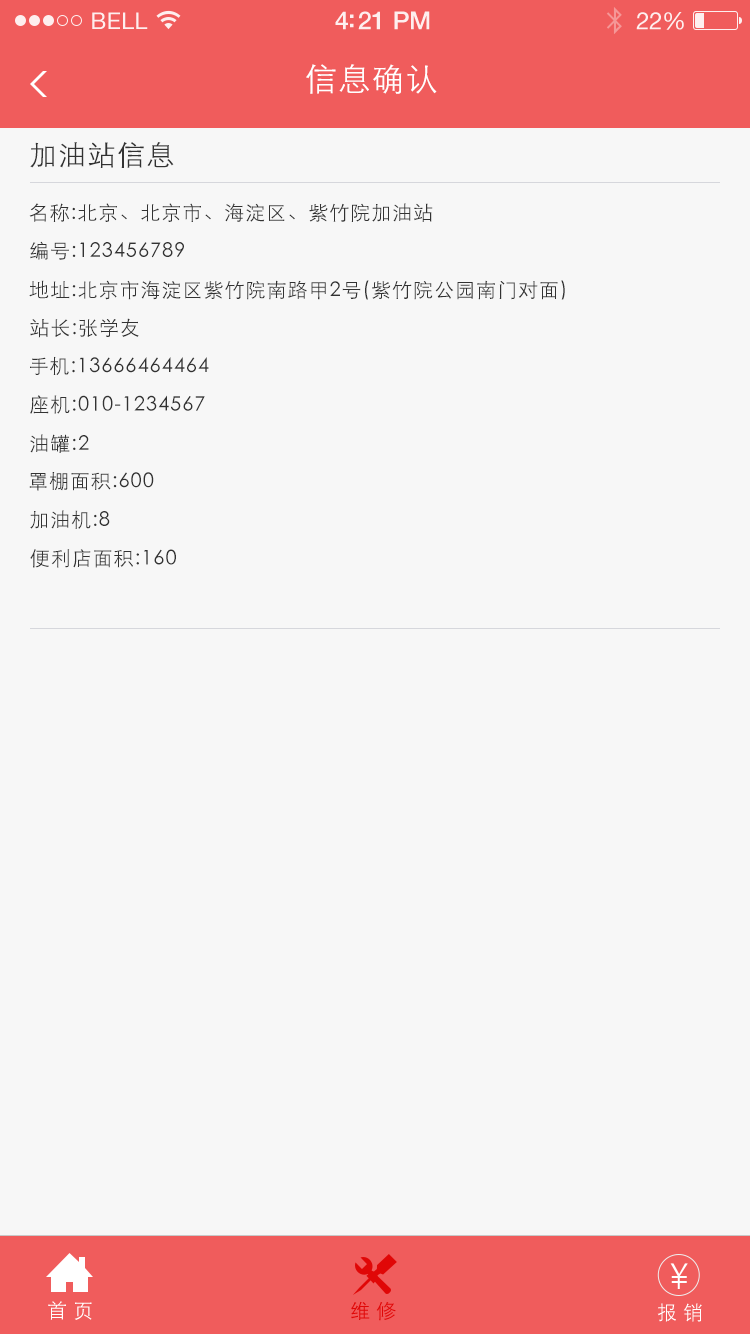 BELL 4:21 PM 22%
信息确认
加油站信息
名称:北京、北京市、海淀区、紫竹院加油站
编号:123456789
地址:北京市海淀区紫竹院南路甲2号(紫竹院公园南门对面)
站长:张学友
手机:13666464464
座机:010-1234567
油罐:2
罩棚面积:600
加油机:8
便利店面积:160
¥
首页 维修 报销